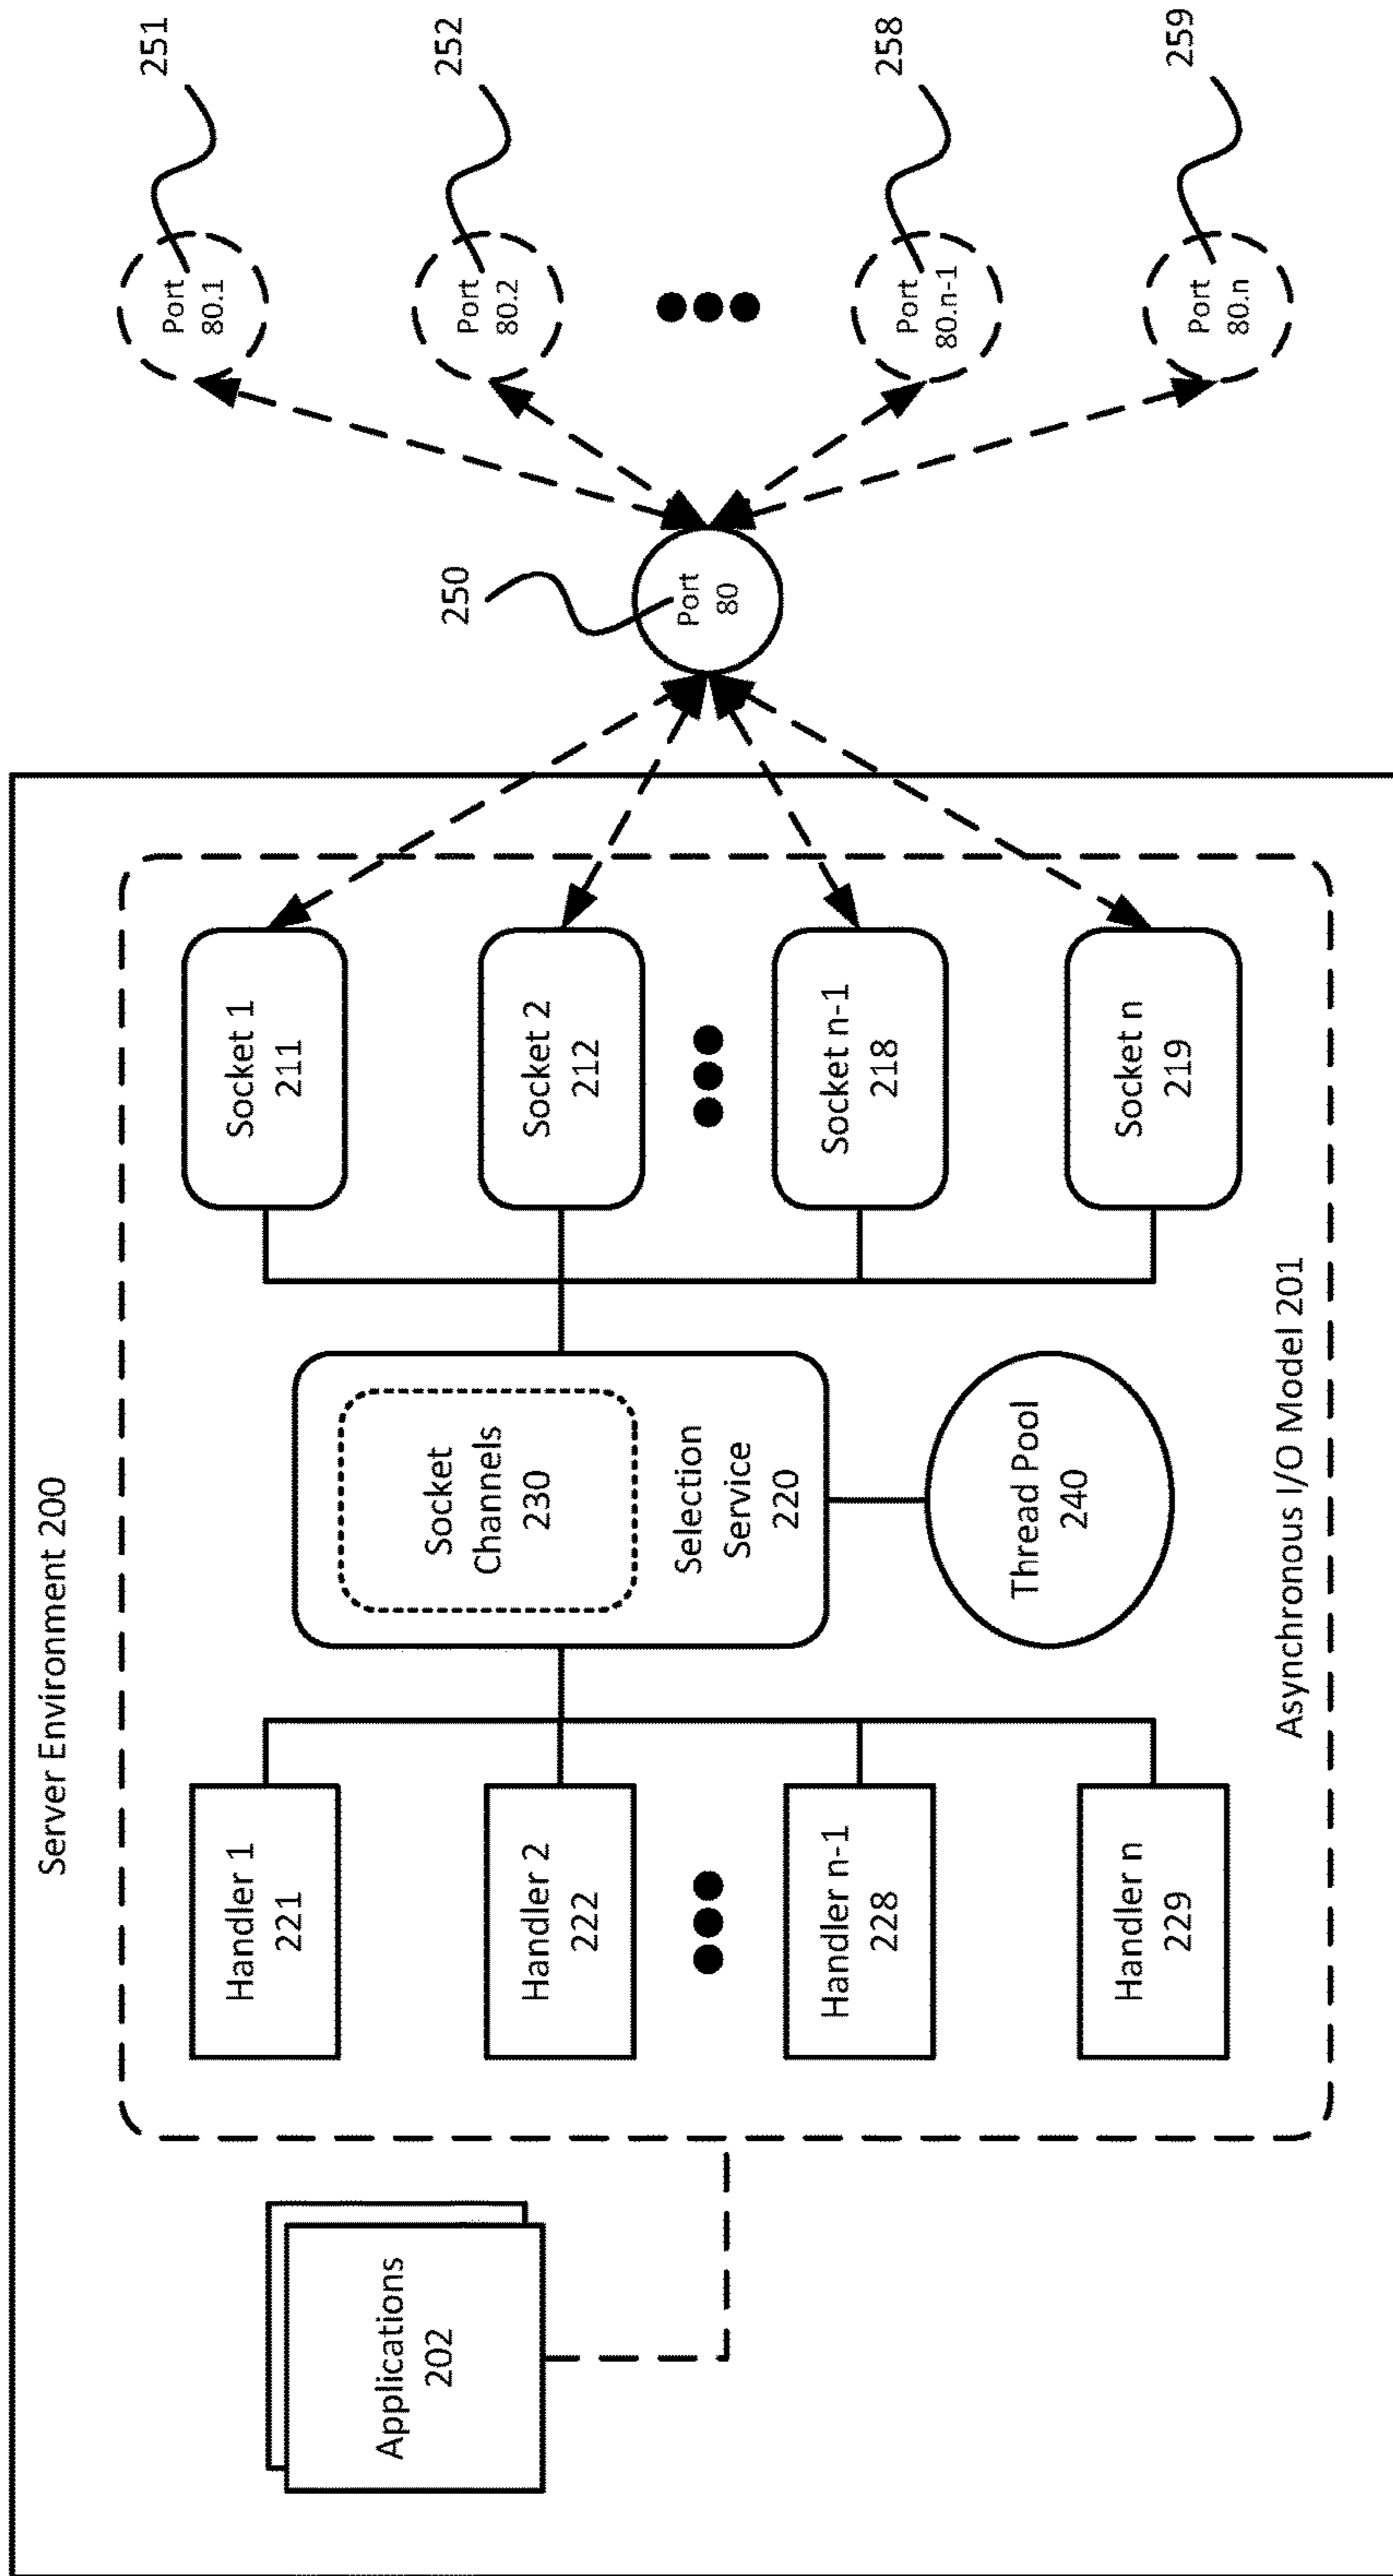 Server Environment 200
Applications
202
Handler 1
221
Handler 2
222
Handler n-1
228
Handler n
229
Socket
Channels
230
Selection
Service
220
Thread Pool
240
Socket 1
211
Socket 2
212
Socket n-1
218
Socket n
219
Asynchronous I/O Model 201
250
Port
80
Port
80.1
251
Port
80.2
252
Port
80.n-1
258
Port
80.n
259